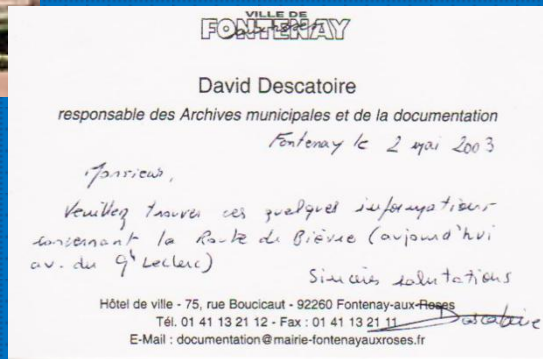 VILLE DE
FONTENAY
aux roses
David Descatoire
responsable des Archives municipales et de la documentation
Fontenay le 2 mai 2003
Monsieur,
Veuillez trouver ces quelques informations
concernant la Route de Bièvre (aujourd'hui
av. du Gal Leclerc)
Sincères salutations
Hôtel de ville - 75, rue Boucicaut - 92260 Fontenay-aux-Roses
Tél. 01 41 13 21 12 - Fax : 01 41 13 21 11
Descatoire
E-Mail : documentation@mairie-fontenayauxroses.fr